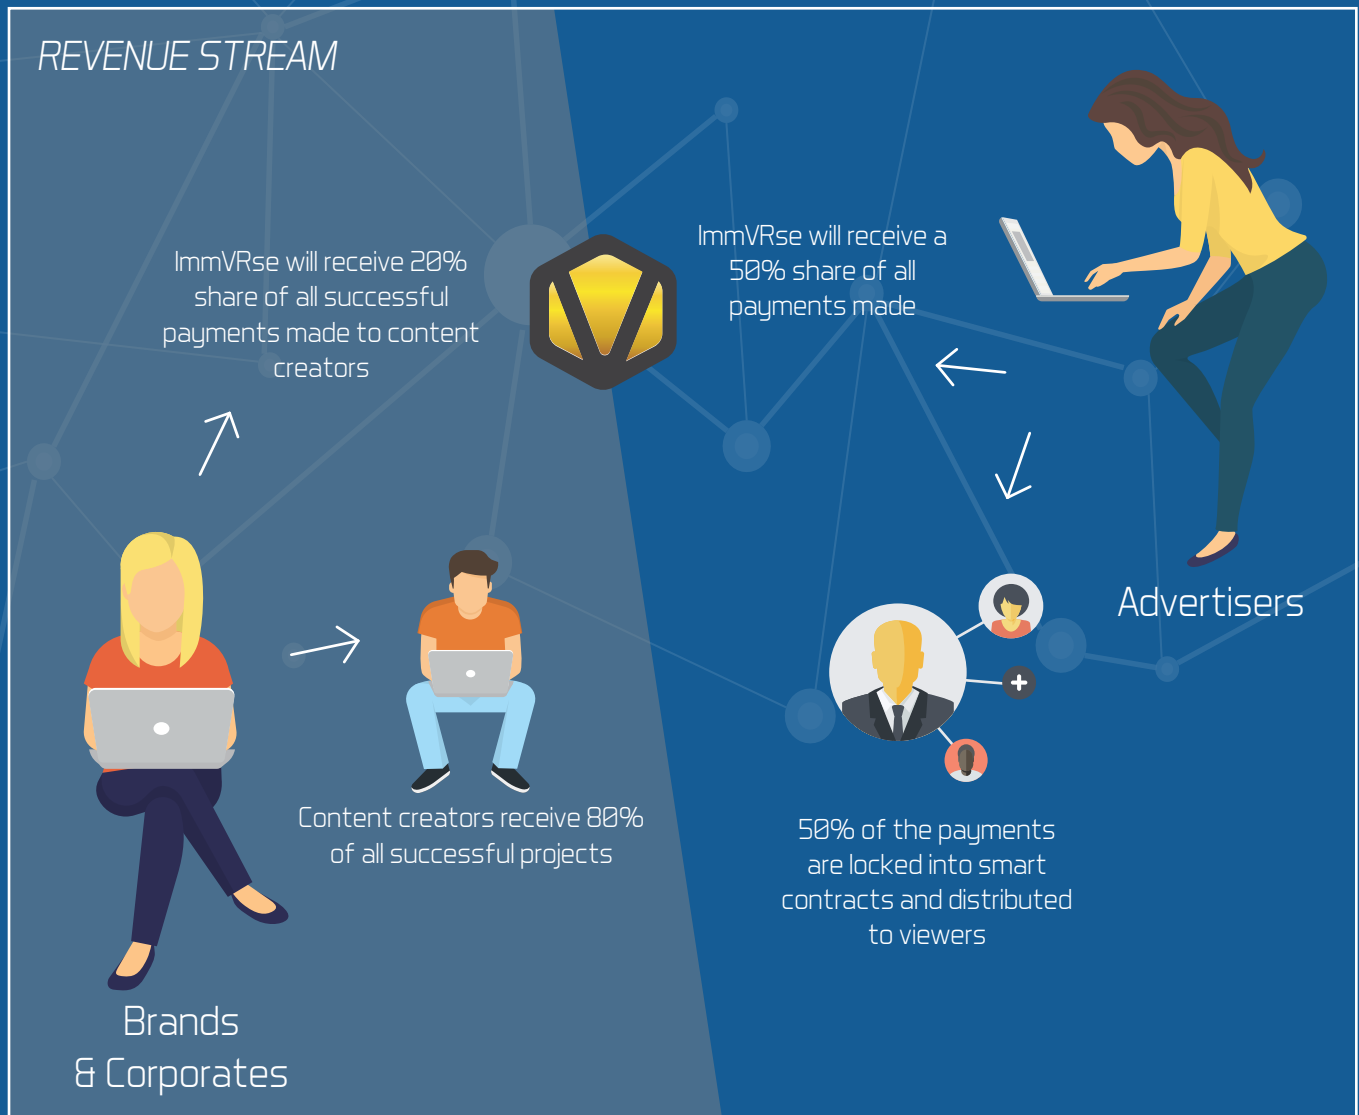 REVENUE STREAM
ImmVRse will receive 20%
share of all successful
payments made to content
creators
ImmVRse will receive a
50% share of all
payments made
Advertisers
Content creators receive 80%
of all successful projects
50% of the payments
are locked into smart
contracts and distributed
to viewers
Brands
& Corporates